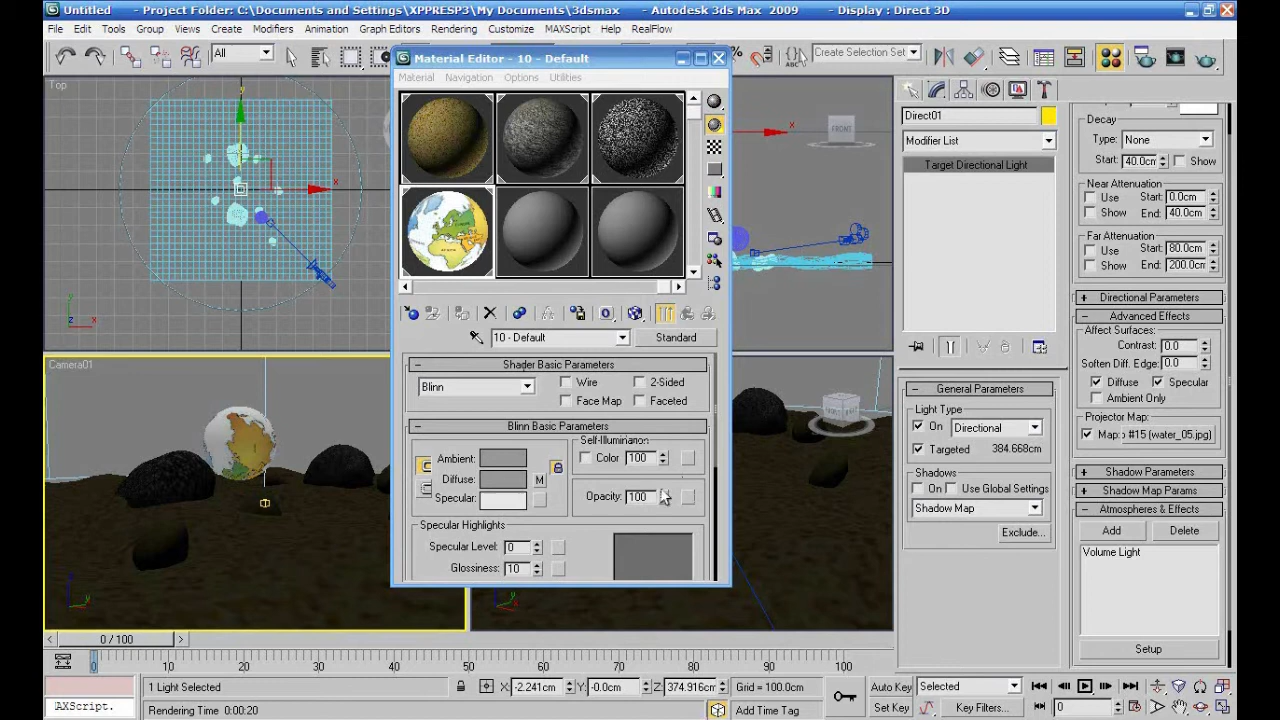 Untitled - Project Folder: C:\Documents and Settings\XPPRESP3\My Documents\3dsmax - Autodesk 3ds Max 2009 - Display : Direct 3D
File Edit Tools Group Views Create Modifiers Animation Graph Editors Rendering Customize MAXScript Help RealFlow
All
Create Selection Set
Material Editor - 10 - Default
Material Navigation Options Utilities
10 - Default
Standard
Shader Basic Parameters
Blinn
Wire
2-Sided
Face Map
Faceted
Blinn Basic Parameters
Self-Illumination
Ambient:
Color 100
Diffuse:
M
Specular:
Opacity: 100
Specular Highlights
Specular Level: 0
Glossiness: 10
Top
y
x
z
x
y
x
FRONT
Camera01
y
y
Direct01
Modifier List
Target Directional Light
General Parameters
Light Type
On
Directional
Targeted
384.668cm
Shadows
On
Use Global Settings
Shadow Map
Exclude...
Decay
Type: None
Start: 40.0cm
Show
Near Attenuation
Use
Start: 0.0cm
Show
End: 40.0cm
Far Attenuation
Use
Start: 80.0cm
Show
End: 200.0cm
Directional Parameters
Advanced Effects
Affect Surfaces:
Contrast: 0.0
Soften Diff. Edge: 0.0
Diffuse
Specular
Ambient Only
Projector Map:
Map: p #15 (water_05.jpg)
Shadow Parameters
Shadow Map Params
Atmospheres & Effects
Add
Delete
Volume Light
Setup
0 / 100
0 10 20 30 40 50 60 70 80 90 100
1 Light Selected
X: -2.241cm
Y: -0.0cm
Z: 374.916cm
Grid = 100.0cm
Auto Key
Selected
MAXScript.
Rendering Time 0:00:20
Add Time Tag
Set Key
Key Filters...
0